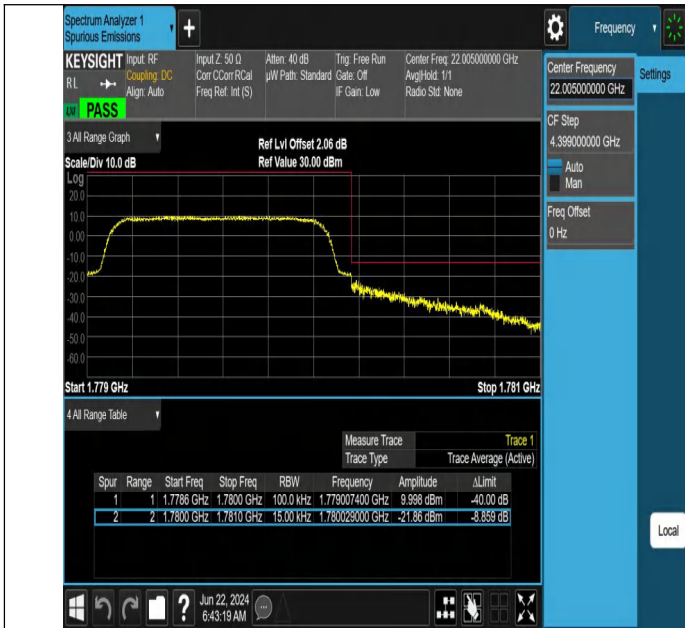 Spectrum Analyzer 1
Spurious Emissions
+
Frequency
KEYSIGHT Input: RF Input Z: 50 Ω Atten: 40 dB Trig: Free Run Center Freq: 22.005000000 GHz
RL Coupling: DC Corr CCorr RCal µW Path: Standard Gate: Off Avg|Hold: 1/1
Align: Auto Freq Ref: Int (S) IF Gain: Low Radio Std: None
PASS
Center Frequency
22.005000000 GHz
Settings
CF Step
4.399000000 GHz
Auto
Man
Freq Offset
0 Hz
3 All Range Graph
Ref Lvl Offset 2.06 dB
Scale/Div 10.0 dB Ref Value 30.00 dBm
Log
20.0
10.0
0.00
-10.0
-20.0
-30.0
-40.0
-50.0
-60.0
Start 1.779 GHz Stop 1.781 GHz
4 All Range Table
Measure Trace Trace 1
Trace Type Trace Average (Active)
Spur Range Start Freq Stop Freq RBW Frequency Amplitude ΔLimit
1 1 1.7786 GHz 1.7800 GHz 100.0 kHz 1.779007400 GHz 9.998 dBm -40.00 dB
2 2 1.7800 GHz 1.7810 GHz 15.00 kHz 1.780029000 GHz -21.86 dBm -8.859 dB
Local
?
Jun 22, 2024
6:43:19 AM